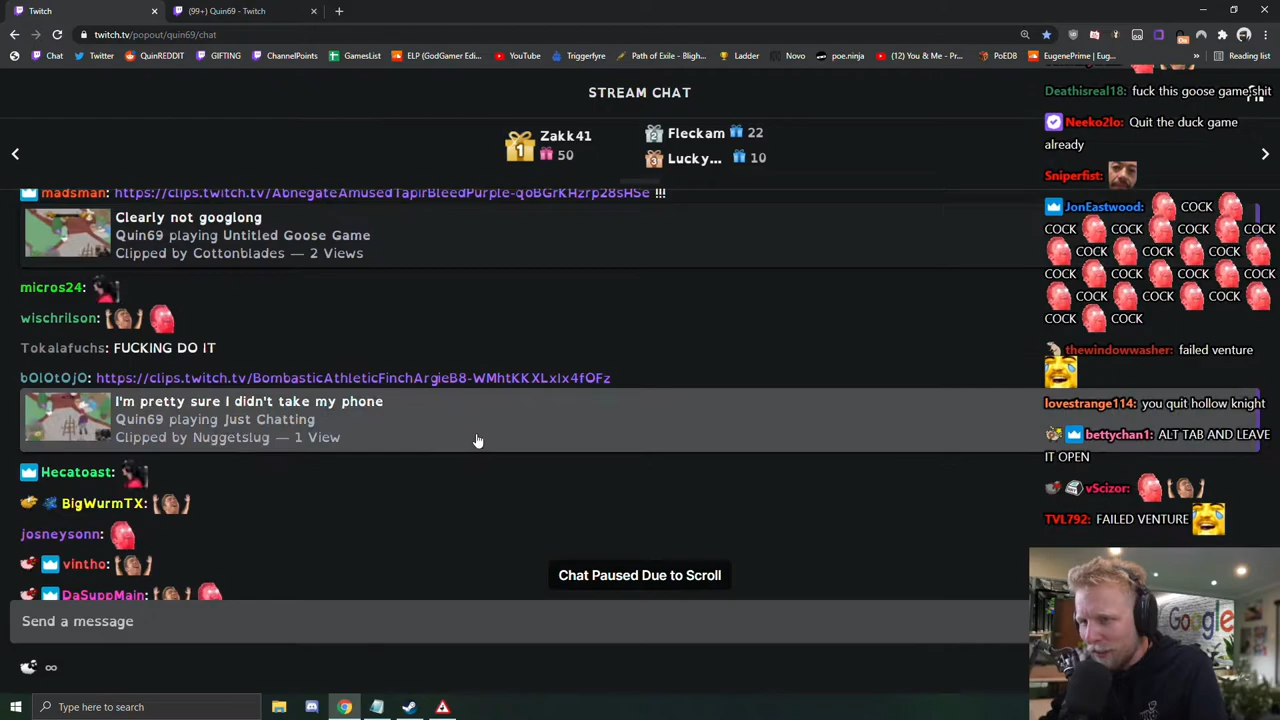 Twitch
(99+) Quin69 - Twitch
twitch.tv/popout/quin69/chat
Chat
Twitter
QuinREDDIT
GIFTING
ChannelPoints
GamesList
ELP (GodGamer Edi...
YouTube
Triggerfyre
Path of Exile – Bligh...
Ladder
Novo
poe.ninja
(12) You & Me - Pr...
PoEDB
EugenePrime | Eug...
Reading list
STREAM CHAT
1
Zakk41
50
2
Fleckam 22
3
Lucky... 10
madsman: https://clips.twitch.tv/AbnegateAmusedTapirBleedPurple-qoBGrKHzrp28sHSe !!!
Clearly not googlong
Quin69 playing Untitled Goose Game
Clipped by Cottonblades — 2 Views
micros24:
wischrilson:
Tokalafuchs: FUCKING DO IT
b0l0tOjO: https://clips.twitch.tv/BombasticAthleticFinchArgieB8-WMhtKKXLxIx4fOFz
I'm pretty sure I didn't take my phone
Quin69 playing Just Chatting
Clipped by Nuggetslug — 1 View
Hecatoast:
BigWurmTX:
josneysonn:
vintho:
DaSuppMain:
Chat Paused Due to Scroll
Send a message
∞
Type here to search
Deathisreal18: fuck this goose game shit
Neeko2lo: Quit the duck game
already
Sniperfist:
JonEastwood: COCK
COCK COCK COCK COCK
COCK COCK COCK
COCK COCK COCK COCK
COCK COCK COCK
COCK COCK
thewindowwasher: failed venture
lovestrange114: you quit hollow knight
bettychan1: ALT TAB AND LEAVE
IT OPEN
vScizor:
TVL792: FAILED VENTURE
Google